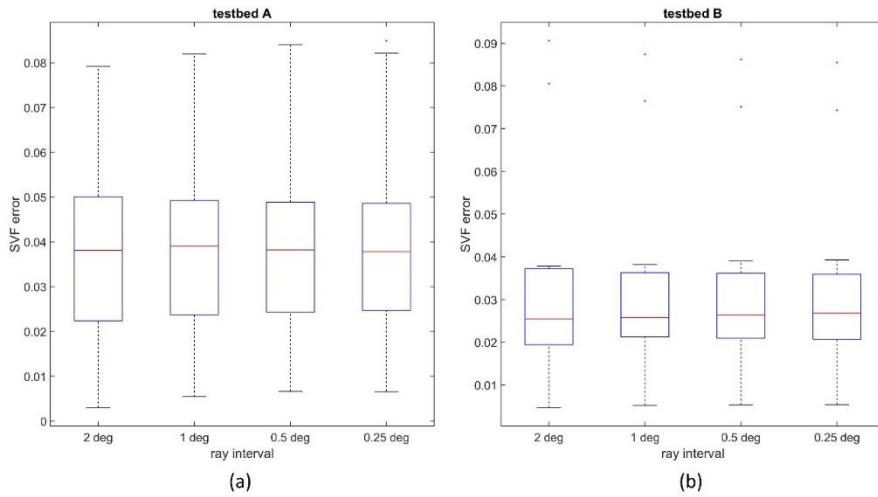 testbed A
SVF error
0.08
0.07
0.06
0.05
0.04
0.03
0.02
0.01
0
2 deg 1 deg 0.5 deg 0.25 deg
ray interval
(a)
testbed B
SVF error
0.09
0.08
0.07
0.06
0.05
0.04
0.03
0.02
0.01
2 deg 1 deg 0.5 deg 0.25 deg
ray interval
(b)